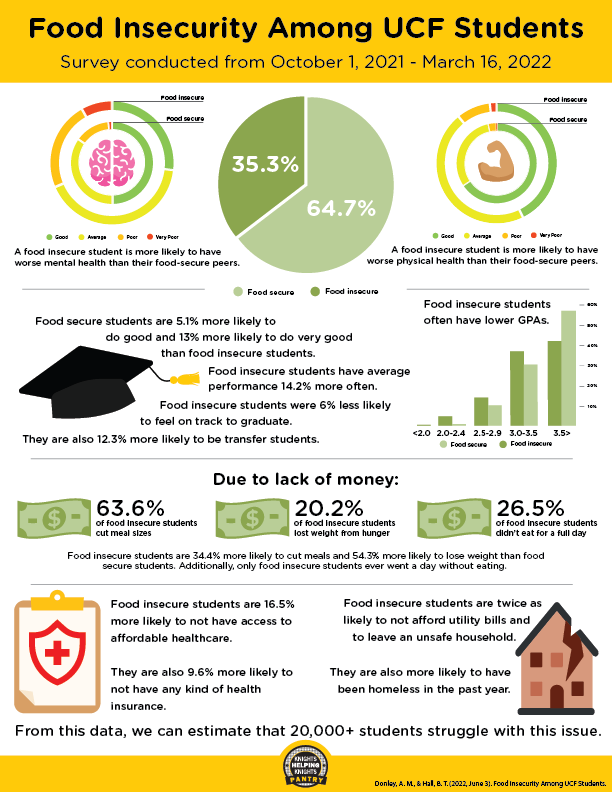 Food Insecurity Among UCF Students
Survey conducted from October 1, 2021 - March 16, 2022
Food insecure
Food secure
Good
Average
Poor
Very Poor
A food insecure student is more likely to have
worse mental health than their food-secure peers.
35.3%
64.7%
Food secure
Food insecure
Food insecure
Food secure
Good
Average
Poor
Very Poor
A food insecure student is more likely to have
worse physical health than their food-secure peers.
Food secure students are 5.1% more likely to
do good and 13% more likely to do very good
than food insecure students.
Food insecure students have average
performance 14.2% more often.
Food insecure students were 6% less likely
to feel on track to graduate.
They are also 12.3% more likely to be transfer students.
Food insecure students
often have lower GPAs.
60%
50%
40%
30%
20%
10%
<2.0
2.0-2.4
2.5-2.9
3.0-3.5
3.5>
Food secure
Food insecure
Due to lack of money:
$
63.6%
of food insecure students
cut meal sizes
$
20.2%
of food insecure students
lost weight from hunger
$
26.5%
of food insecure students
didn't eat for a full day
Food insecure students are 34.4% more likely to cut meals and 54.3% more likely to lose weight than food
secure students. Additionally, only food insecure students ever went a day without eating.
Food insecure students are 16.5%
more likely to not have access to
affordable healthcare.
They are also 9.6% more likely to
not have any kind of health
insurance.
Food insecure students are twice as
likely to not afford utility bills and
to leave an unsafe household.
They are also more likely to have
been homeless in the past year.
From this data, we can estimate that 20,000+ students struggle with this issue.
KNIGHTS
HELPING
KNIGHTS
PANTRY
Donley, A. M., & Hall, B. T. (2022, June 3). Food Insecurity Among UCF Students.